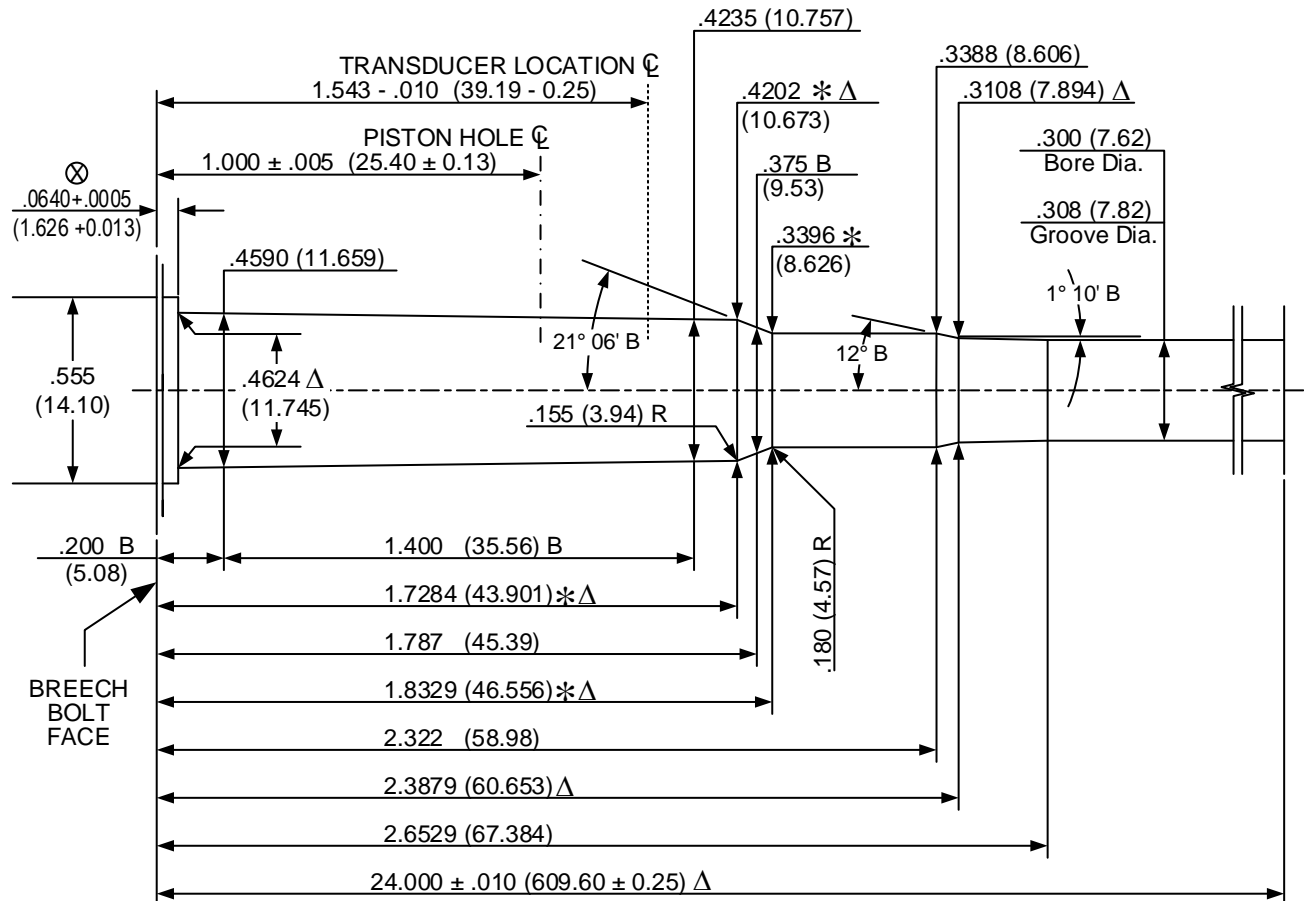 .4235 (10.757)
TRANSDUCER LOCATION ℄
1.543 - .010 (39.19 - 0.25)
.3388 (8.606)
.4202 ✻ Δ
(10.673)
.3108 (7.894) Δ
PISTON HOLE ℄
1.000 ± .005 (25.40 ± 0.13)
.300 (7.62)
Bore Dia.
⊗
.0640+.0005
(1.626 +0.013)
.375 B
(9.53)
.308 (7.82)
Groove Dia.
.3396 ✻
(8.626)
.4590 (11.659)
1° 10' B
21° 06' B
12° B
.555
(14.10)
.4624 Δ
(11.745)
.155 (3.94) R
.200 B
(5.08)
1.400 (35.56) B
.180 (4.57) R
1.7284 (43.901)✻Δ
1.787 (45.39)
BREECH
BOLT
FACE
1.8329 (46.556)✻Δ
2.322 (58.98)
2.3879 (60.653)Δ
2.6529 (67.384)
24.000 ± .010 (609.60 ± 0.25) Δ